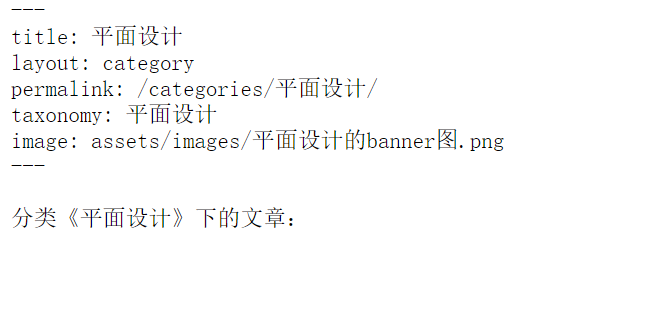 ---
title: 平面设计
layout: category
permalink: /categories/平面设计/
taxonomy: 平面设计
image: assets/images/平面设计的banner图.png
---
分类《平面设计》下的文章：